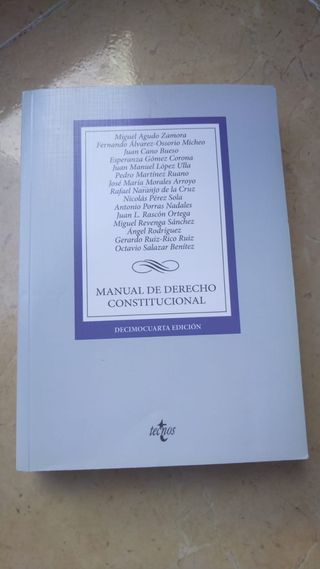 Miguel Agudo Zamora
Fernando Álvarez-Ossorio Micheo
Juan Cano Bueso
Esperanza Gómez Corona
Juan Manuel López Ulla
Pedro Martínez Ruano
José María Morales Arroyo
Rafael Naranjo de la Cruz
Nicolás Pérez Sola
Antonio Porras Nadales
Juan L. Rascón Ortega
Miguel Revenga Sánchez
Ángel Rodríguez
Gerardo Ruiz-Rico Ruiz
Octavio Salazar Benítez
MANUAL DE DERECHO
CONSTITUCIONAL
DECIMOCUARTA EDICIÓN
tecnos